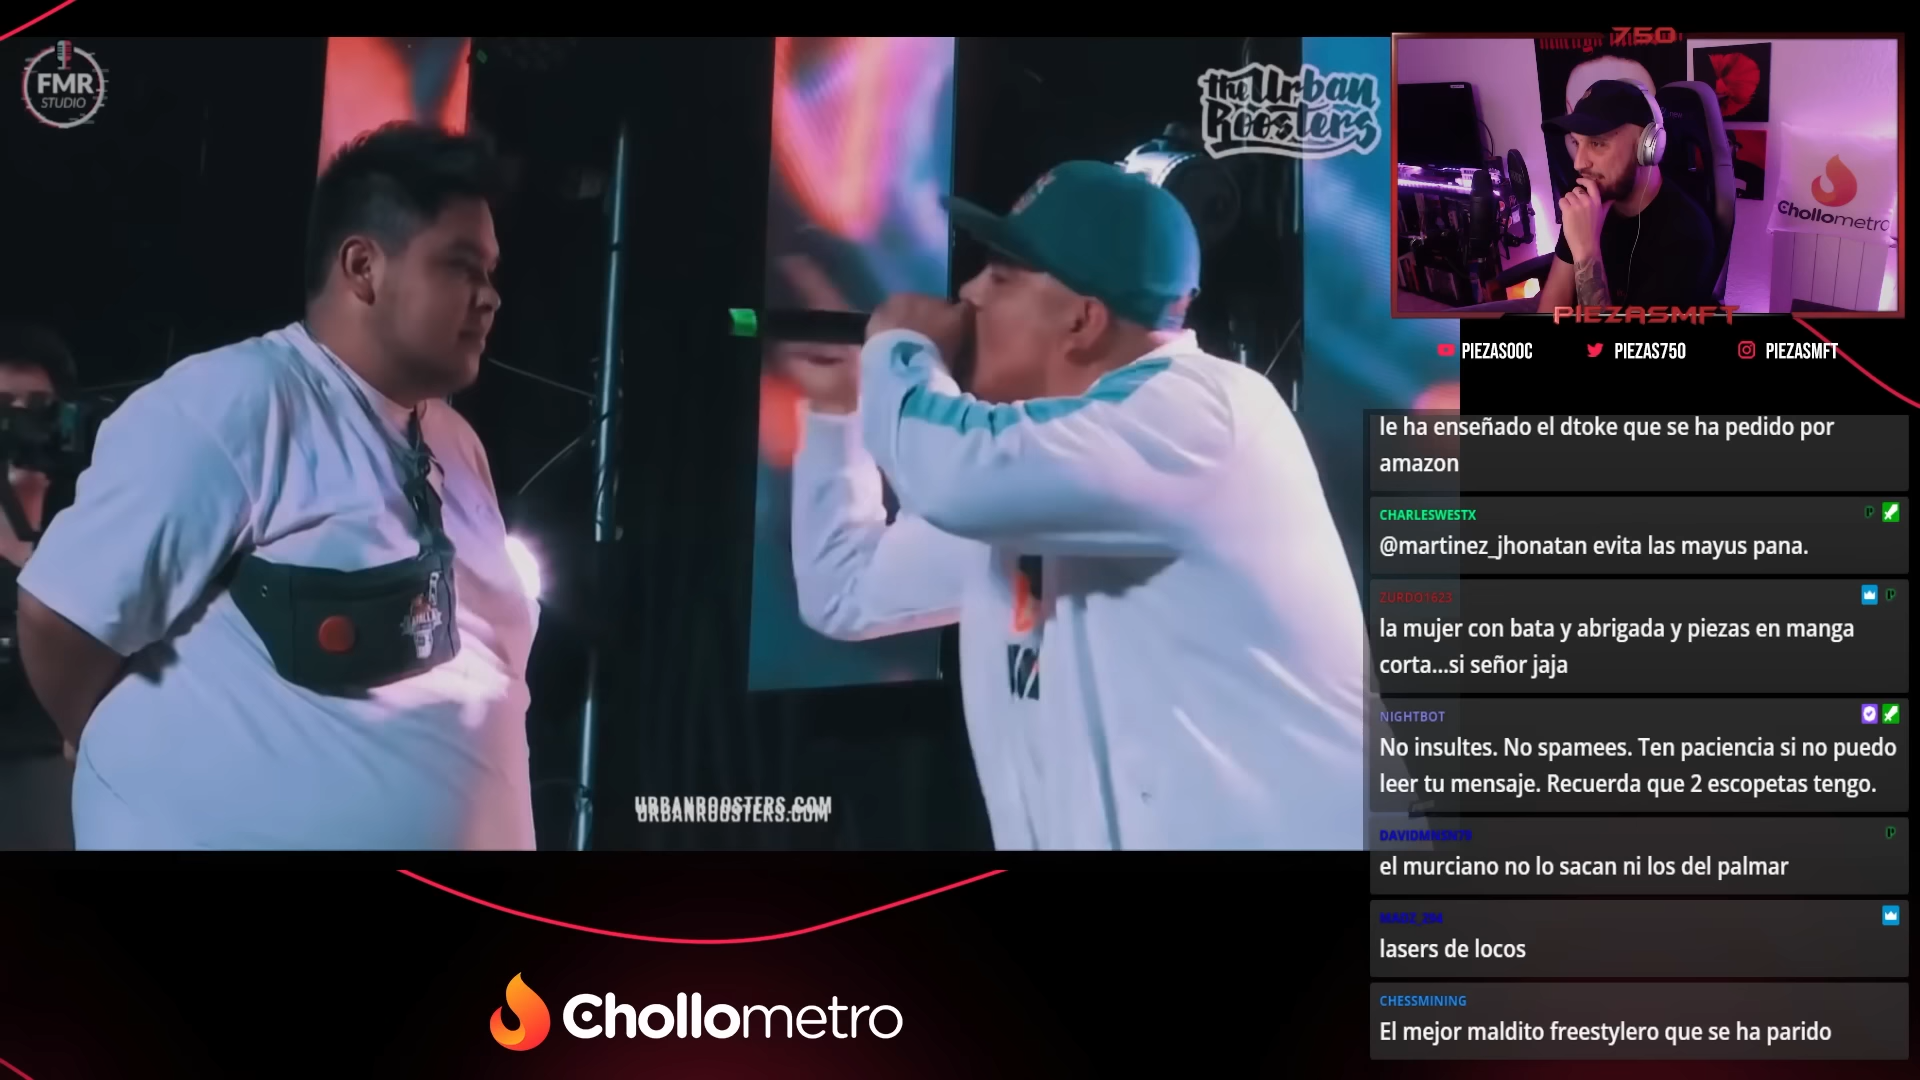 FMR
STUDIO
the Urban
Roosters
750
Chollometro
PIEZASMFT
PIEZASOOC
PIEZAS750
PIEZASMFT
le ha enseñado el dtoke que se ha pedido por
amazon
CHARLESWESTX
@martinez_jhonatan evita las mayus pana.
ZURDO1623
la mujer con bata y abrigada y piezas en manga
corta...si señor jaja
NIGHTBOT
No insultes. No spamees. Ten paciencia si no puedo
leer tu mensaje. Recuerda que 2 escopetas tengo.
el murciano no lo sacan ni los del palmar
lasers de locos
CHESSMINING
El mejor maldito freestylero que se ha parido
URBANROOSTERS.COM
URBANROOSTERS.COM
Chollometro